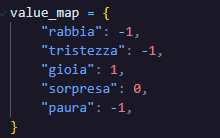 value_map = {
    "rabbia": -1,
    "tristezza": -1,
    "gioia": 1,
    "sorpresa": 0,
    "paura": -1,
}